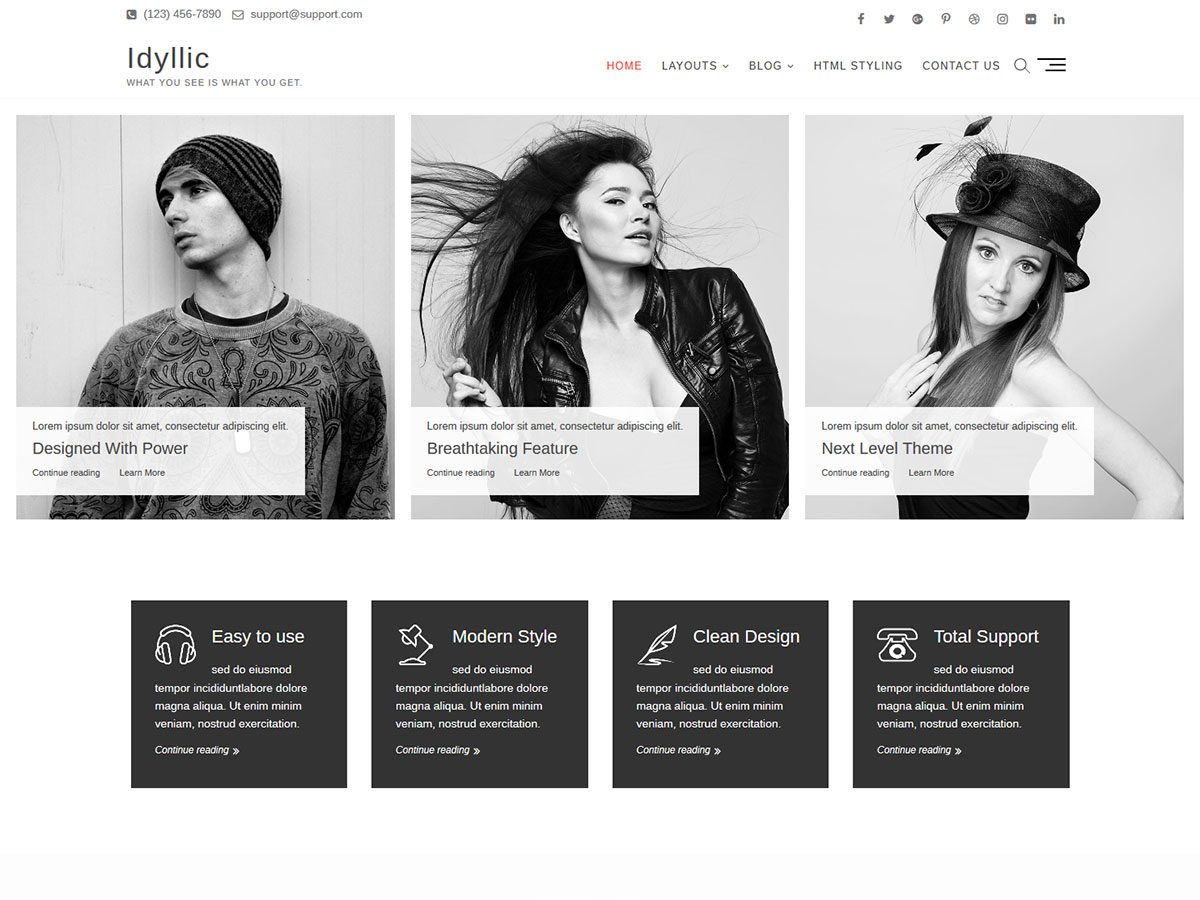 (123) 456-7890 support@support.com
Idyllic
WHAT YOU SEE IS WHAT YOU GET.
HOME LAYOUTS BLOG HTML STYLING CONTACT US
Lorem ipsum dolor sit amet, consectetur adipiscing elit.
Designed With Power
Continue reading Learn More
Lorem ipsum dolor sit amet, consectetur adipiscing elit.
Breathtaking Feature
Continue reading Learn More
Lorem ipsum dolor sit amet, consectetur adipiscing elit.
Next Level Theme
Continue reading Learn More
Easy to use
sed do eiusmod
tempor incididuntlabore dolore
magna aliqua. Ut enim minim
veniam, nostrud exercitation.
Continue reading »
Modern Style
sed do eiusmod
tempor incididuntlabore dolore
magna aliqua. Ut enim minim
veniam, nostrud exercitation.
Continue reading »
Clean Design
sed do eiusmod
tempor incididuntlabore dolore
magna aliqua. Ut enim minim
veniam, nostrud exercitation.
Continue reading »
Total Support
sed do eiusmod
tempor incididuntlabore dolore
magna aliqua. Ut enim minim
veniam, nostrud exercitation.
Continue reading »